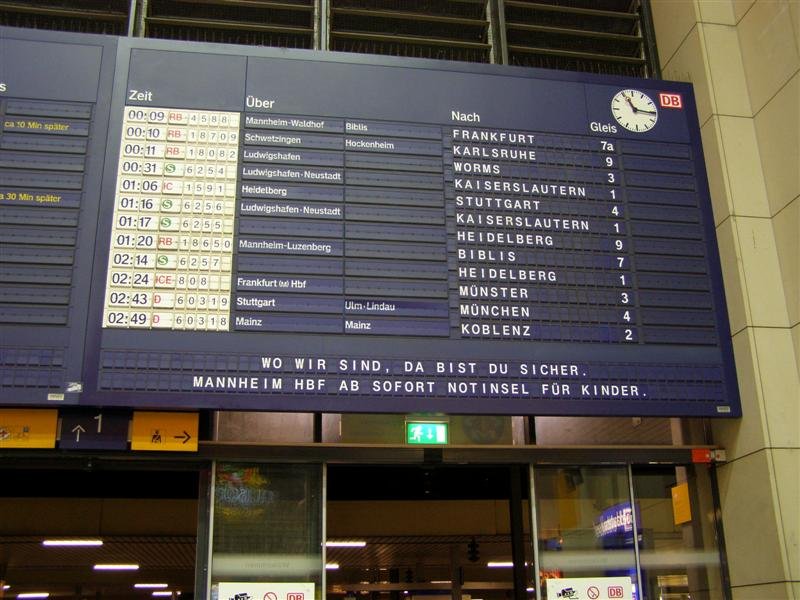 s
ca 10 Min später
ca 30 Min später
Zeit Über Nach Gleis DB
00:09 RB 4588 Mannheim-Waldhof Biblis FRANKFURT 7a
00:10 RB 18709 Schwetzingen Hockenheim KARLSRUHE 9
00:11 RB 18082 Ludwigshafen WORMS 3
00:31 S 6254 Ludwigshafen-Neustadt KAISERSLAUTERN 1
01:06 IC 1591 Heidelberg STUTTGART 4
01:16 S 6256 Ludwigshafen-Neustadt KAISERSLAUTERN 1
01:17 S 6255 HEIDELBERG 9
01:20 RB 18650 Mannheim-Luzenberg BIBLIS 7
02:14 S 6257 HEIDELBERG 1
02:24 ICE 808 Frankfurt (M) Hbf MÜNSTER 3
02:43 D 60319 Stuttgart Ulm-Lindau MÜNCHEN 4
02:49 D 60318 Mainz Mainz KOBLENZ 2
WO WIR SIND, DA BIST DU SICHER.
MANNHEIM HBF AB SOFORT NOTINSEL FÜR KINDER.
1
DB
DB